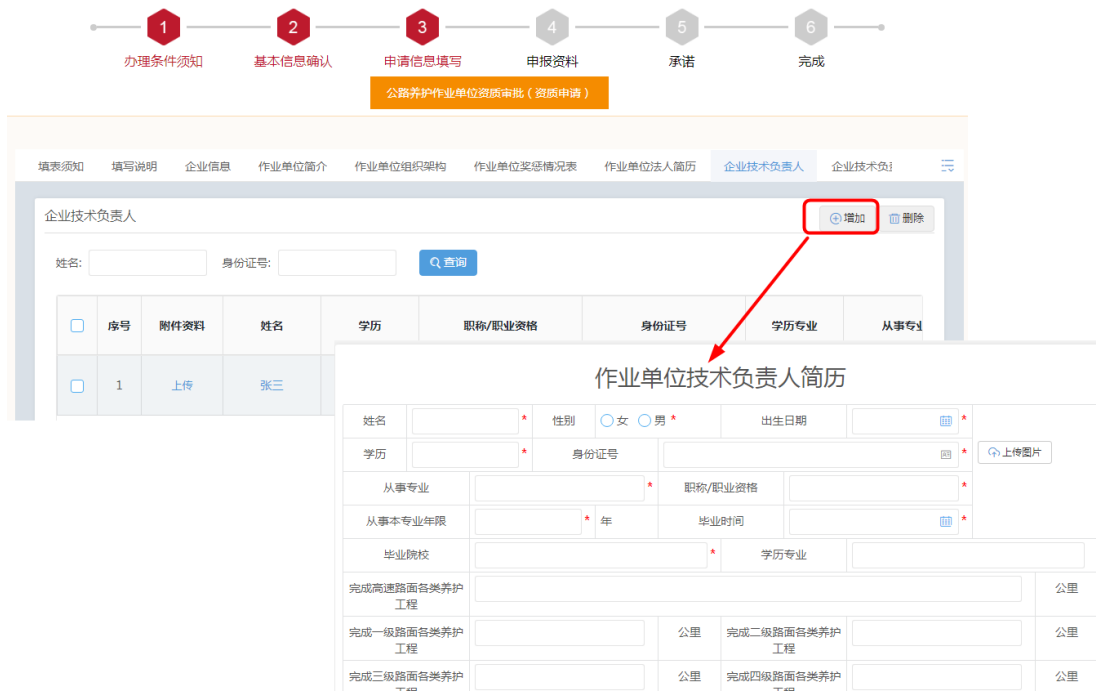 1 2 3 4 5 6
办理条件须知 基本信息确认 申请信息填写 申报资料 承诺 完成
公路养护作业单位资质审批（资质申请）
填表须知 填写说明 企业信息 作业单位简介 作业单位组织架构 作业单位奖惩情况表 作业单位法人简历 企业技术负责人 企业技术负责
企业技术负责人 增加 删除
姓名: 身份证号: 查询
序号 附件资料 姓名 学历 职称/职业资格 身份证号 学历专业 从事专业
1 上传 张三
作业单位技术负责人简历
姓名 * 性别 女 男 * 出生日期 *
学历 * 身份证号 * 上传图片
从事专业 * 职称/职业资格 *
从事本专业年限 * 年 毕业时间 *
毕业院校 * 学历专业
完成高速路面各类养护 公里
工程
完成一级路面各类养护 公里 完成二级路面各类养护 公里
工程 工程
完成三级路面各类养护 公里 完成四级路面各类养护 公里
工程 工程